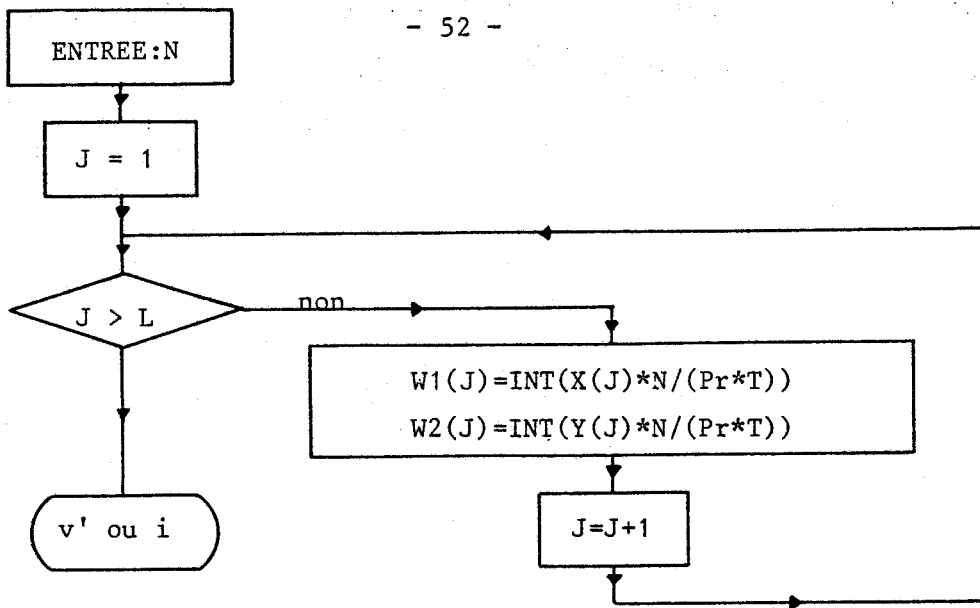 - 52 -
ENTREE:N
J = 1
J > L
non
W1(J)=INT(X(J)*N/(Pr*T))
W2(J)=INT(Y(J)*N/(Pr*T))
J=J+1
v' ou i